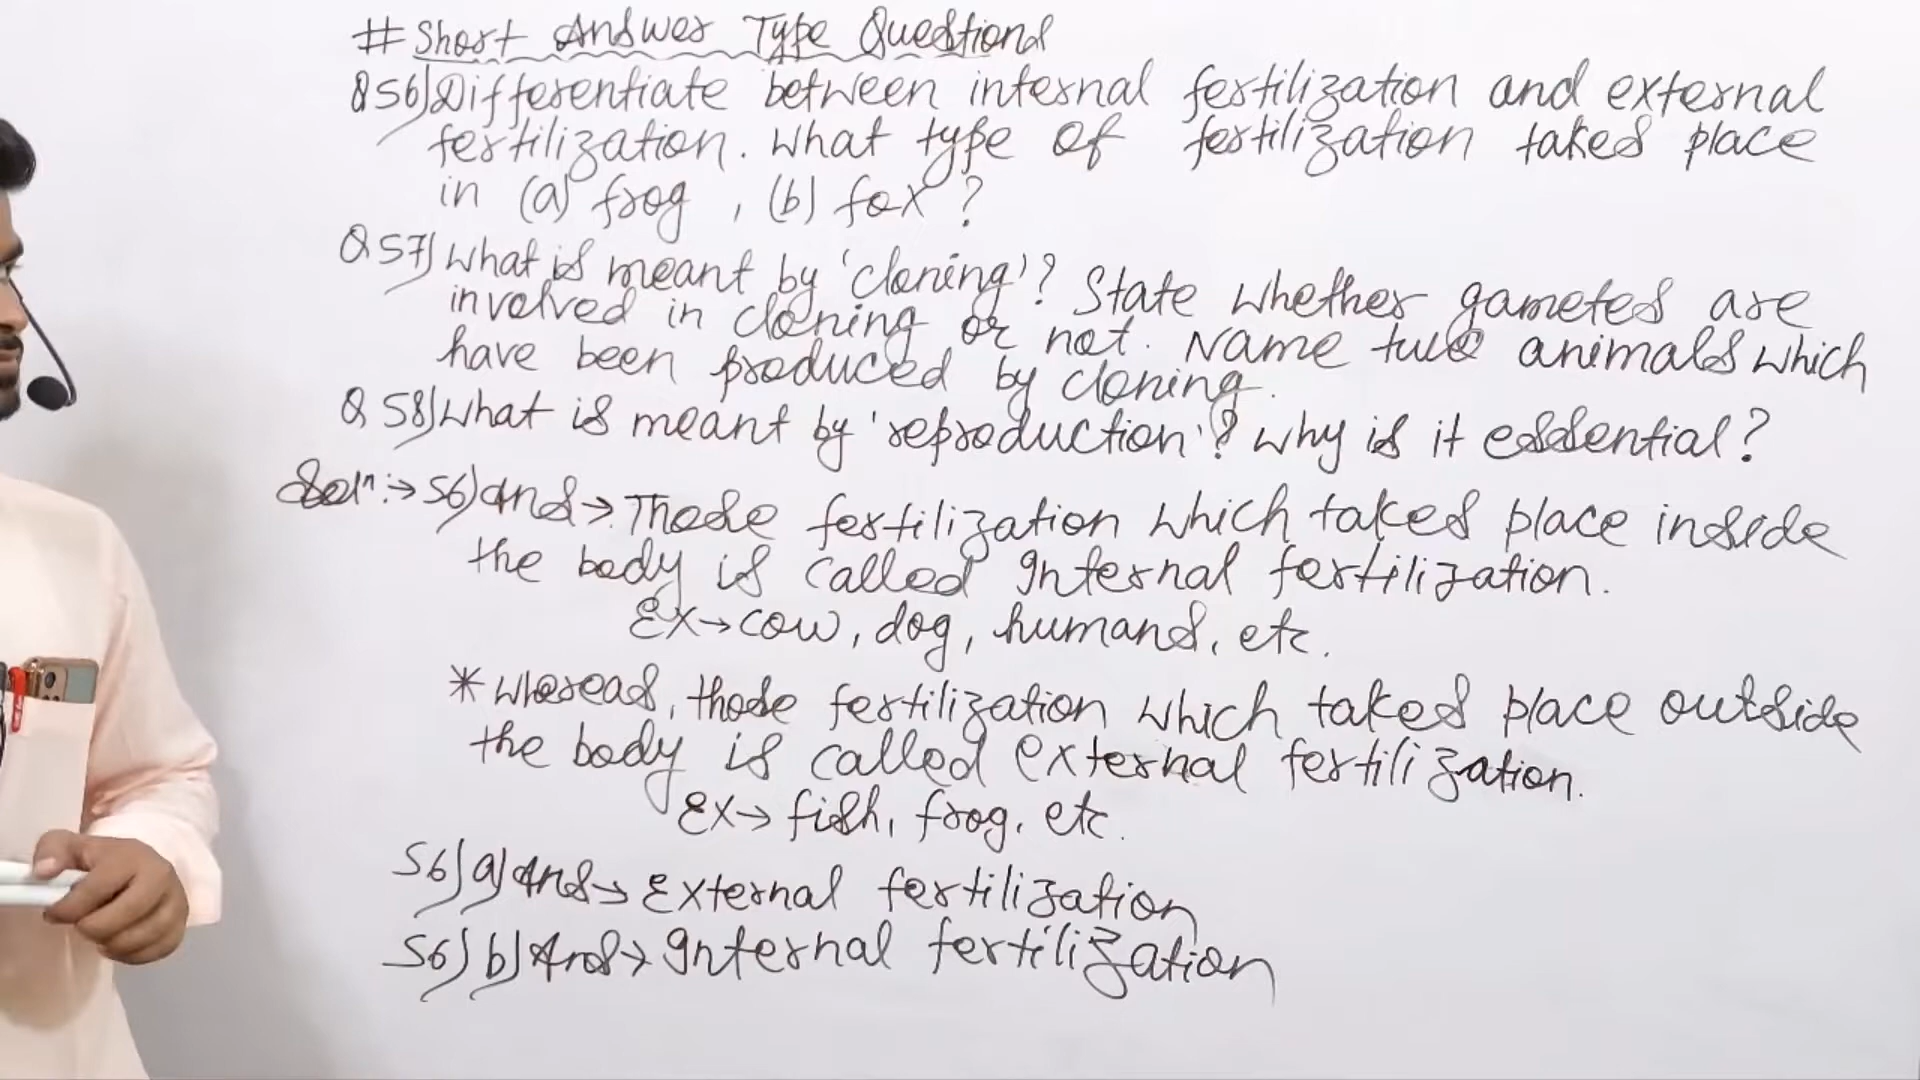 # Short Answer Type Questions
Q 56) Differentiate between internal fertilization and external
fertilization. What type of fertilization takes place
in (a) frog , (b) fox ?
Q 57) What is meant by 'cloning'? State whether gametes are
involved in cloning or not. Name two animals which
have been produced by cloning.
Q 58) What is meant by 'reproduction'? Why is it essential?
Solⁿ:→ 56) Ans→ Those fertilization which takes place inside
the body is called Internal fertilization.
Ex→ cow, dog, humans, etc.
* whereas, those fertilization which takes place outside
the body is called external fertilization.
Ex→ fish, frog, etc.
56) a) Ans→ External fertilization
56) b) Ans→ Internal fertilization